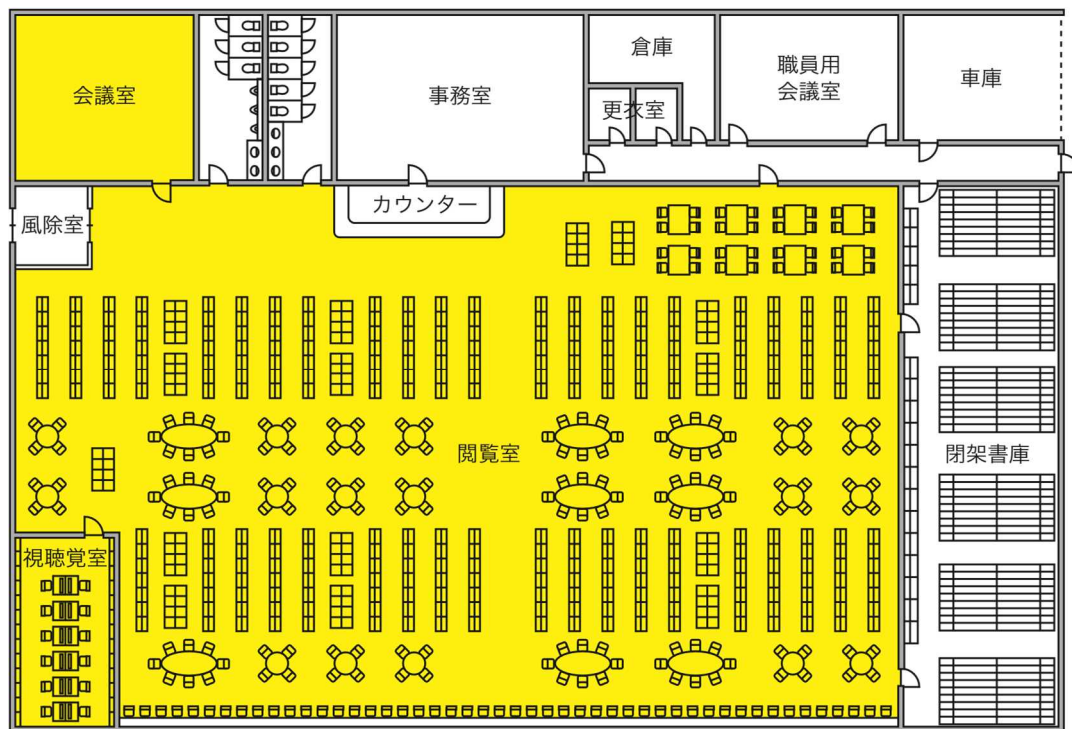 会議室
事務室
倉庫
更衣室
職員用
会議室
車庫
風除室
カウンター
閲覧室
閉架書庫
視聴覚室